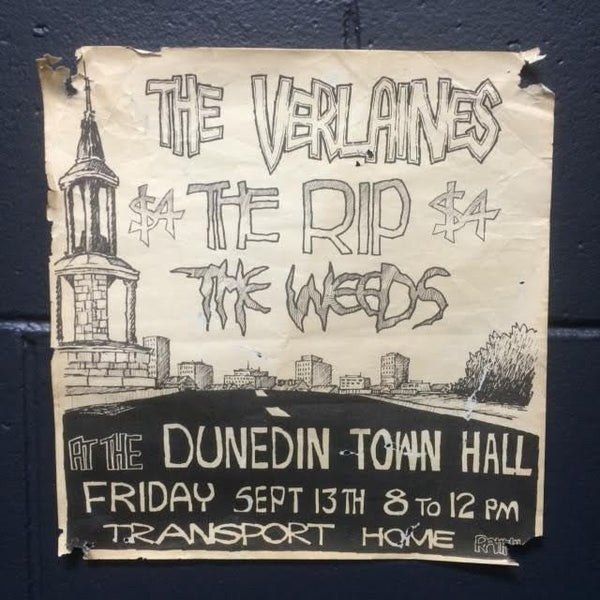 THE VERLAINES
$4 THE RIP $4
THE WEEDS
AT THE DUNEDIN TOWN HALL
FRIDAY SEPT 13TH 8 TO 12 PM
TRANSPORT HOME